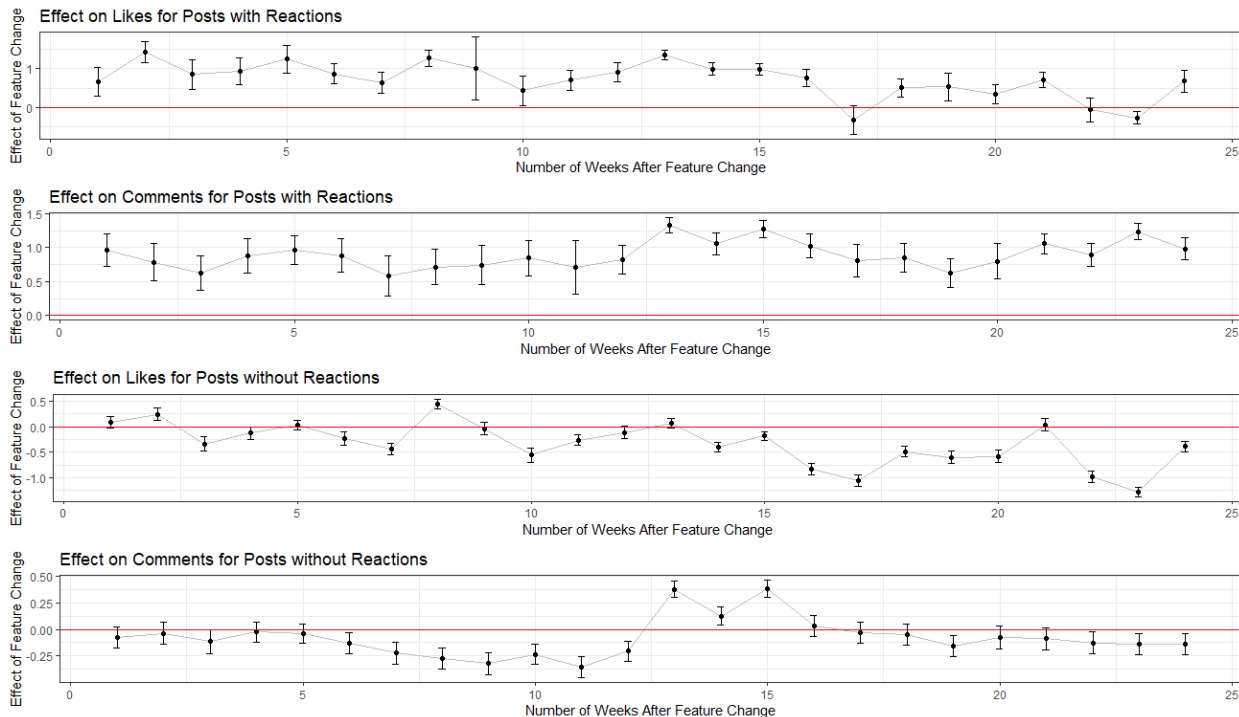 Effect on Likes for Posts with Reactions
Effect of Feature Change
1
0
0 5 10 15 20 25
Number of Weeks After Feature Change
Effect on Comments for Posts with Reactions
Effect of Feature Change
1.5
1.0
0.5
0.0
0 5 10 15 20 25
Number of Weeks After Feature Change
Effect on Likes for Posts without Reactions
Effect of Feature Change
0.5
0.0
-0.5
-1.0
0 5 10 15 20 25
Number of Weeks After Feature Change
Effect on Comments for Posts without Reactions
Effect of Feature Change
0.50
0.25
0.00
-0.25
0 5 10 15 20 25
Number of Weeks After Feature Change